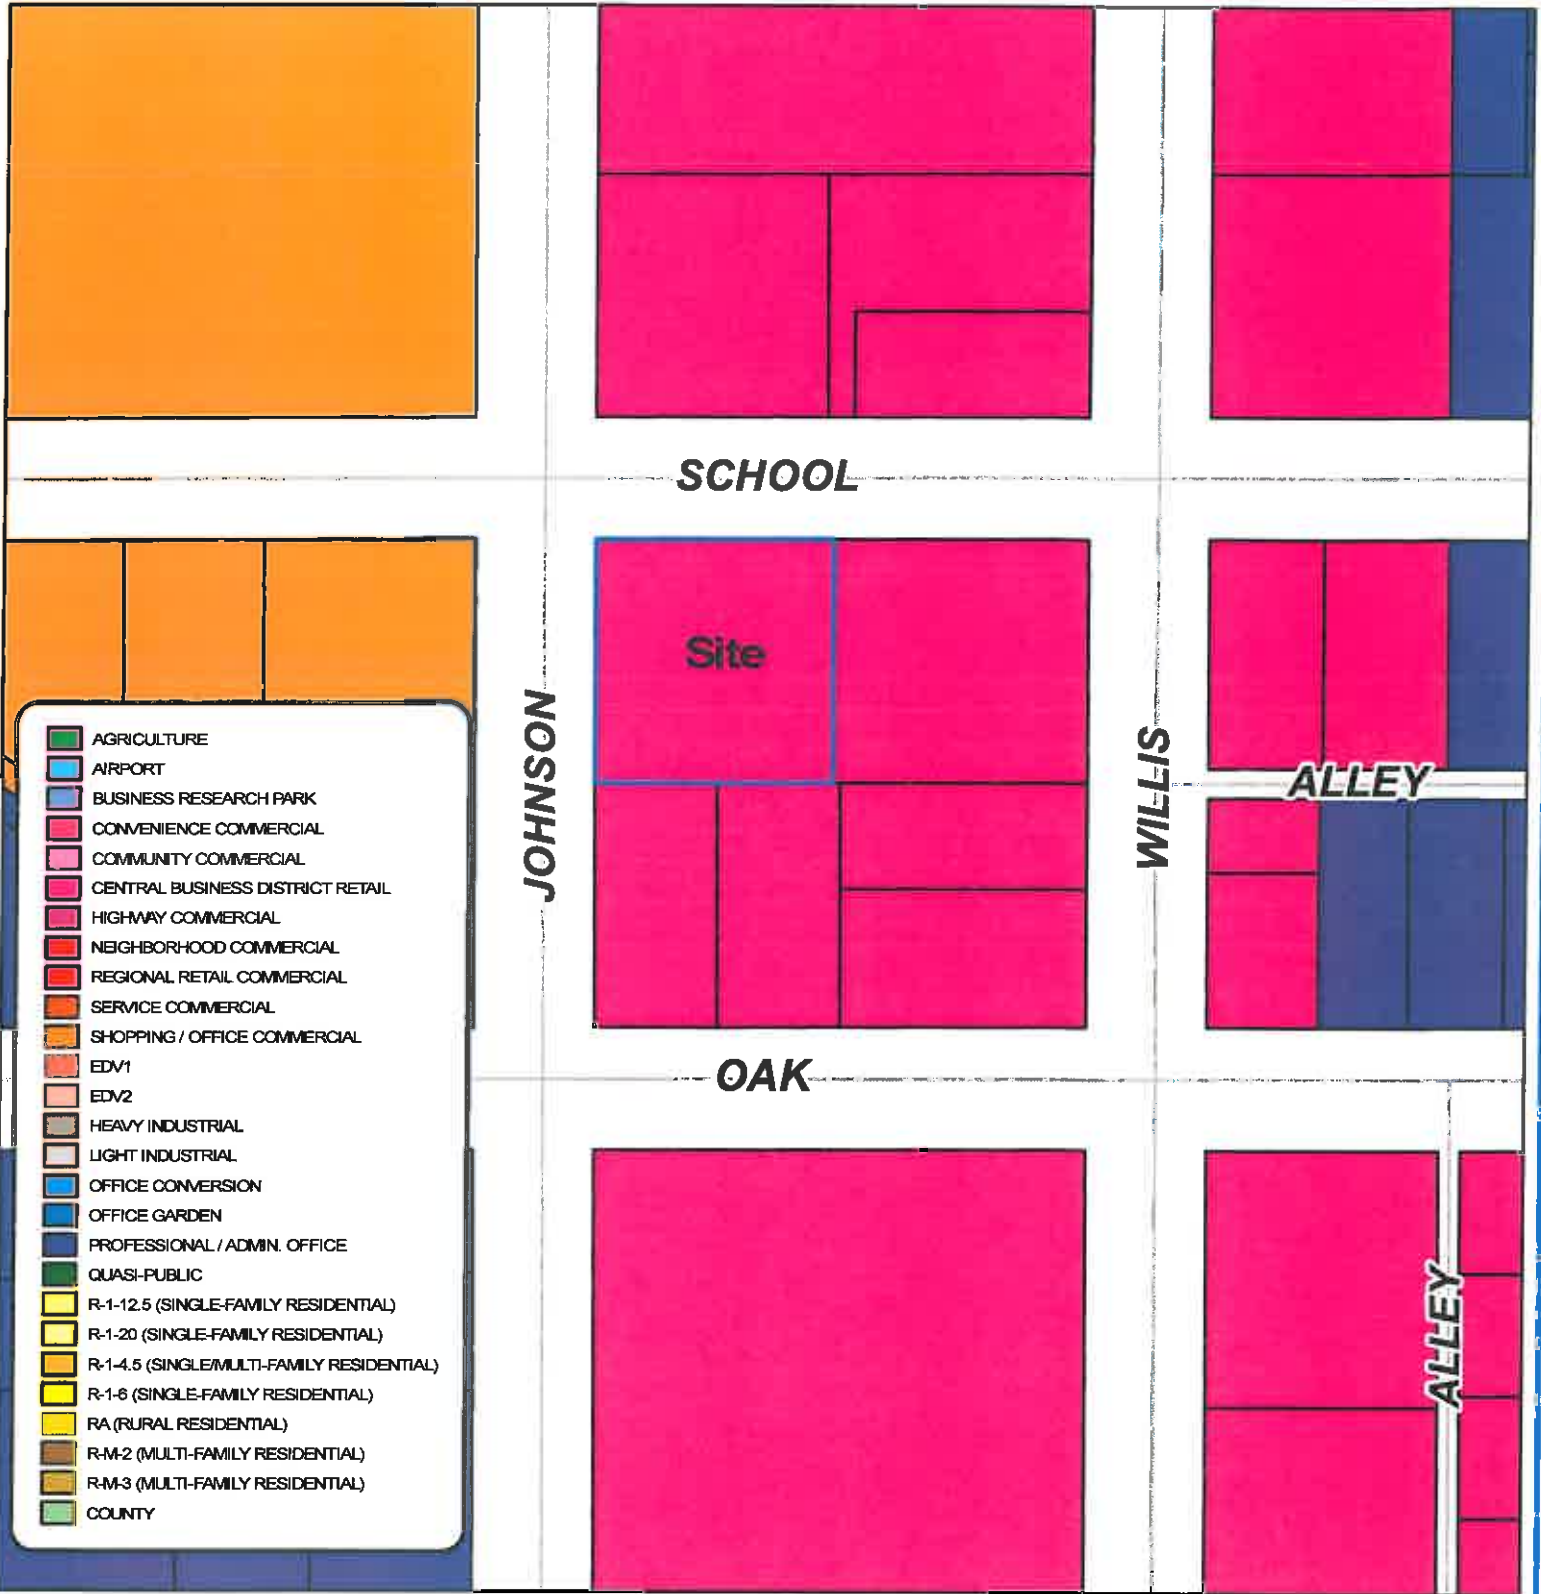 SCHOOL
Site
JOHNSON
WILLIS
ALLEY
OAK
ALLEY
AGRICULTURE
AIRPORT
BUSINESS RESEARCH PARK
CONVENIENCE COMMERCIAL
COMMUNITY COMMERCIAL
CENTRAL BUSINESS DISTRICT RETAIL
HIGHWAY COMMERCIAL
NEIGHBORHOOD COMMERCIAL
REGIONAL RETAIL COMMERCIAL
SERVICE COMMERCIAL
SHOPPING / OFFICE COMMERCIAL
EDV1
EDV2
HEAVY INDUSTRIAL
LIGHT INDUSTRIAL
OFFICE CONVERSION
OFFICE GARDEN
PROFESSIONAL / ADMIN. OFFICE
QUASI-PUBLIC
R-1-12.5 (SINGLE-FAMILY RESIDENTIAL)
R-1-20 (SINGLE-FAMILY RESIDENTIAL)
R-1-4.5 (SINGLE/MULTI-FAMILY RESIDENTIAL)
R-1-6 (SINGLE-FAMILY RESIDENTIAL)
RA (RURAL RESIDENTIAL)
R-M-2 (MULTI-FAMILY RESIDENTIAL)
R-M-3 (MULTI-FAMILY RESIDENTIAL)
COUNTY